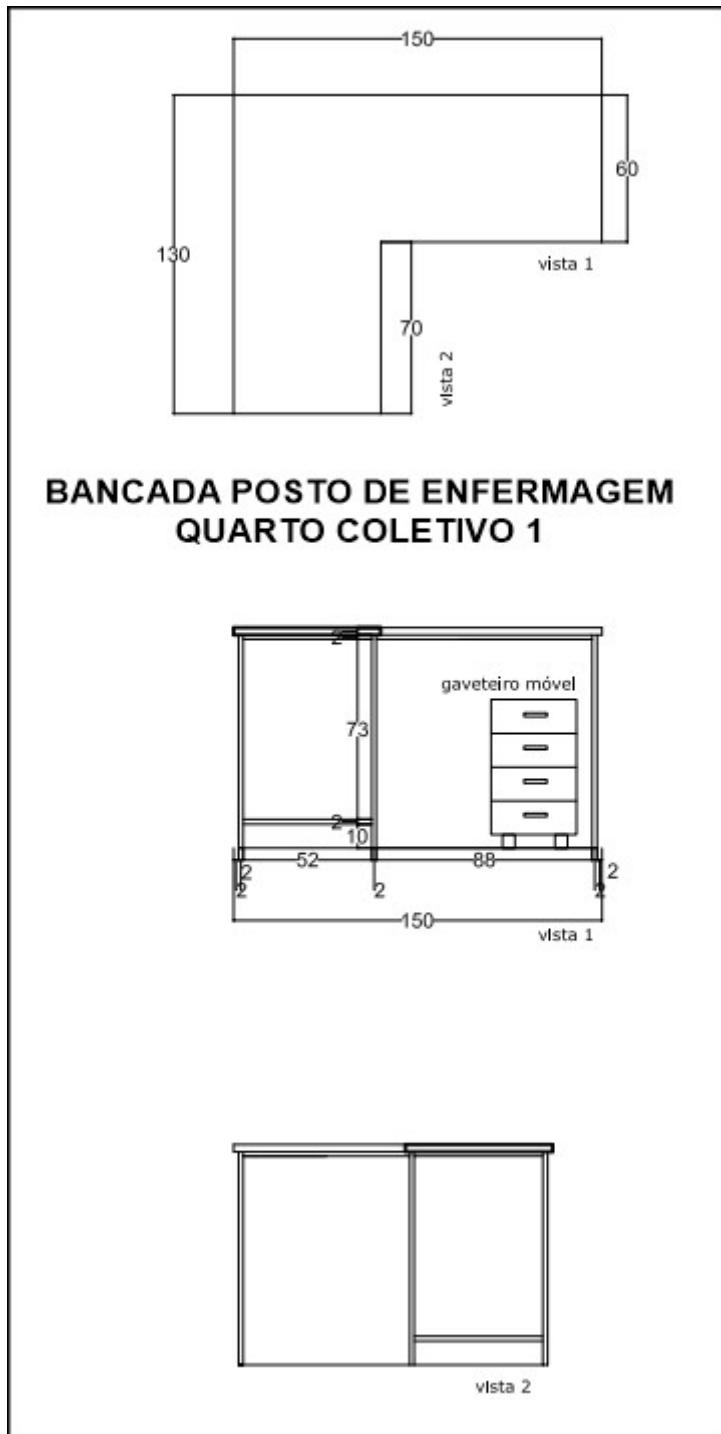 150
60
130
vista 1
70
vista 2
BANCADA POSTO DE ENFERMAGEM
QUARTO COLETIVO 1
2
gaveteiro móvel
73
2
10
52
88
2
2
2
2
2
150
vista 1
vista 2